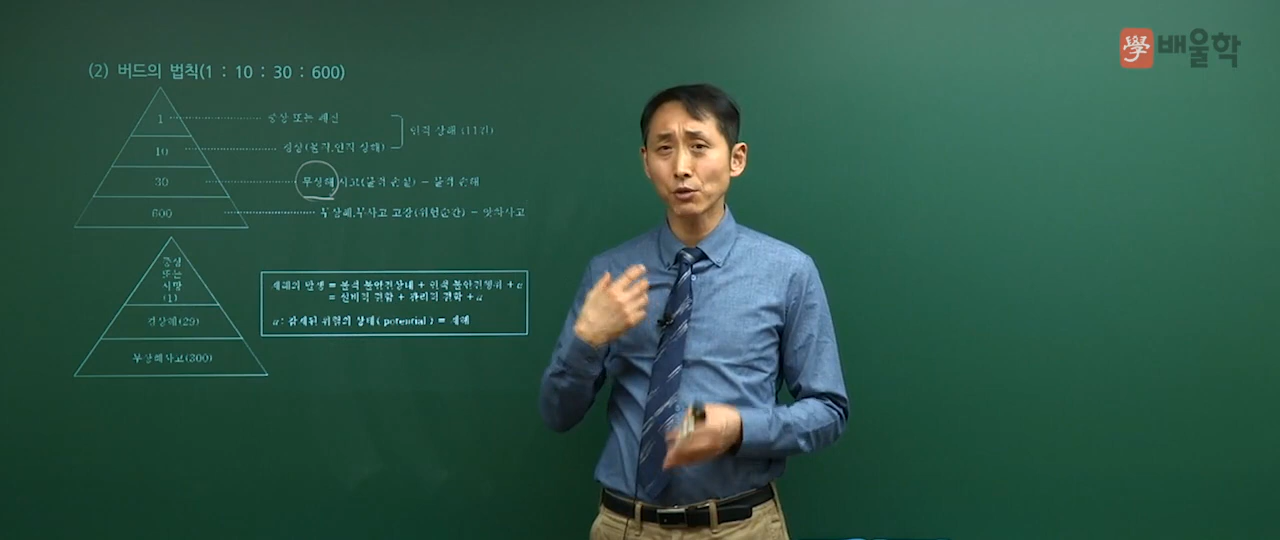 學 배울학
(2) 버드의 법칙(1 : 10 : 30 : 600)
1 중상 또는 폐질
10 경상(물적,인적 상해)
인적 상해 (11건)
30 무상해 사고(물적 손실) - 물적 손해
600 무상해,무사고 고장(위험순간) - 앗차사고
중상
또는
사망
(1)
경상해(29)
무상해사고(300)
재해의 발생 = 물적 불안전상태 + 인적 불안전행위 + α
= 설비적 결함 + 관리적 결함 + α
α : 잠재된 위험의 상태( potential ) = 재해